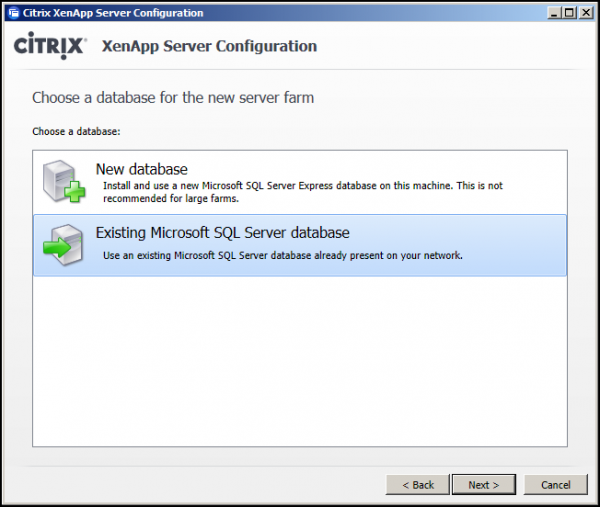 Citrix XenApp Server Configuration
CITRIX® XenApp Server Configuration
Choose a database for the new server farm
Choose a database:
New database
Install and use a new Microsoft SQL Server Express database on this machine. This is not
recommended for large farms.
Existing Microsoft SQL Server database
Use an existing Microsoft SQL Server database already present on your network.
< Back Next > Cancel